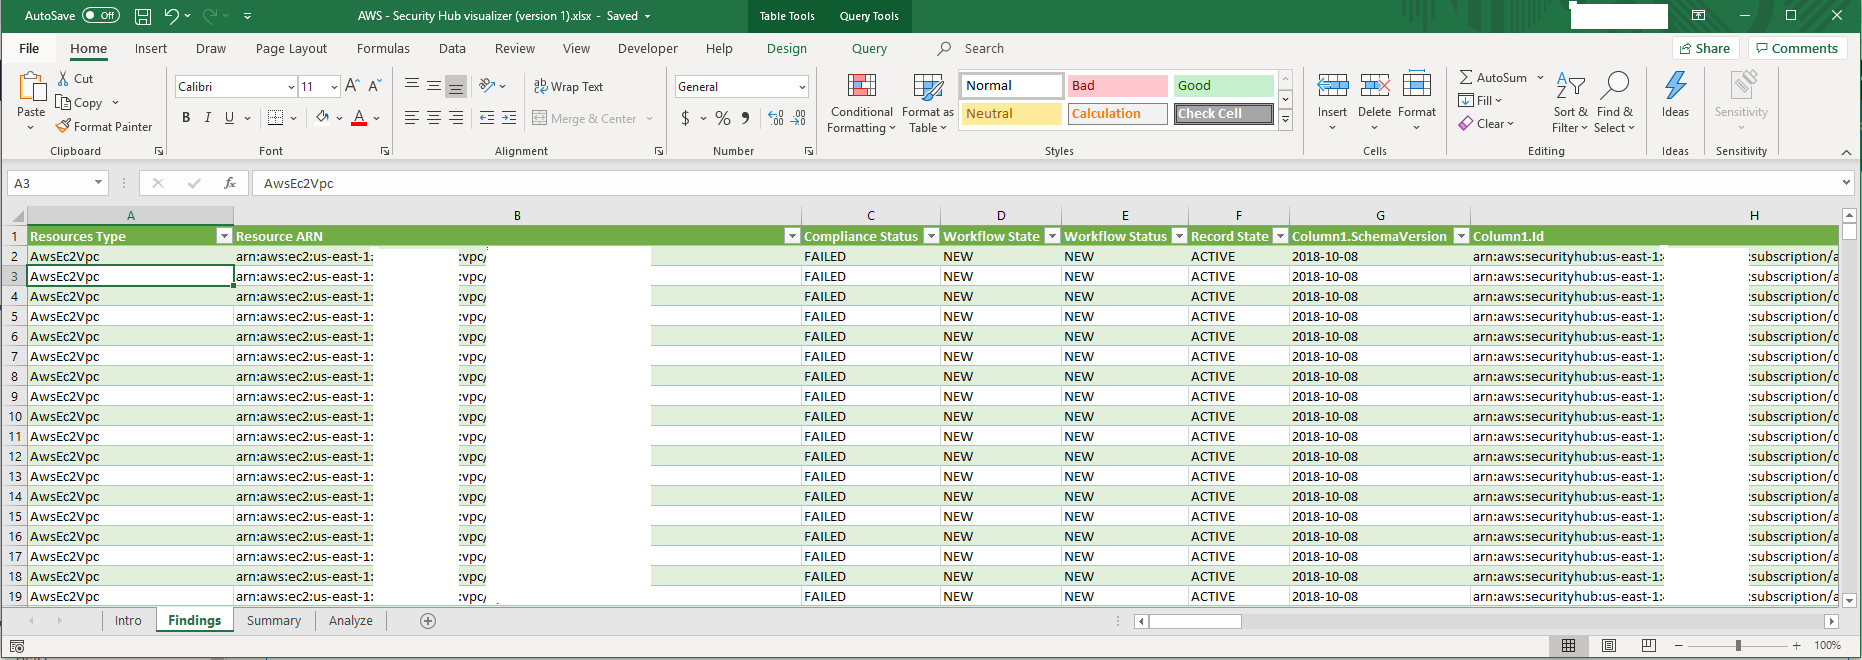 AutoSave Off AWS - Security Hub visualizer (version 1).xlsx - Saved Table Tools Query Tools
File Home Insert Draw Page Layout Formulas Data Review View Developer Help Design Query Search Share Comments
Paste Cut Copy Format Painter Clipboard
Calibri 11 B I U A Font
Wrap Text Merge & Center Alignment
General $ % Number
Conditional Formatting Format as Table Normal Bad Good Neutral Calculation Check Cell Styles
Insert Delete Format Cells
AutoSum Fill Clear Sort & Filter Find & Select Editing
Ideas Ideas
Sensitivity Sensitivity
A3 fx AwsEc2Vpc
A B C D E F G H
1 Resources Type Resource ARN Compliance Status Workflow State Workflow Status Record State Column1.SchemaVersion Column1.Id
2 AwsEc2Vpc arn:aws:ec2:us-east-1: :vpc/ FAILED NEW NEW ACTIVE 2018-10-08 arn:aws:securityhub:us-east-1: :subscription/a
3 AwsEc2Vpc arn:aws:ec2:us-east-1: :vpc/ FAILED NEW NEW ACTIVE 2018-10-08 arn:aws:securityhub:us-east-1: :subscription/a
4 AwsEc2Vpc arn:aws:ec2:us-east-1: :vpc/ FAILED NEW NEW ACTIVE 2018-10-08 arn:aws:securityhub:us-east-1: :subscription/c
5 AwsEc2Vpc arn:aws:ec2:us-east-1: :vpc/ FAILED NEW NEW ACTIVE 2018-10-08 arn:aws:securityhub:us-east-1: :subscription/c
6 AwsEc2Vpc arn:aws:ec2:us-east-1: :vpc/ FAILED NEW NEW ACTIVE 2018-10-08 arn:aws:securityhub:us-east-1: :subscription/c
7 AwsEc2Vpc arn:aws:ec2:us-east-1: :vpc/ FAILED NEW NEW ACTIVE 2018-10-08 arn:aws:securityhub:us-east-1: :subscription/c
8 AwsEc2Vpc arn:aws:ec2:us-east-1: :vpc/ FAILED NEW NEW ACTIVE 2018-10-08 arn:aws:securityhub:us-east-1: :subscription/c
9 AwsEc2Vpc arn:aws:ec2:us-east-1: :vpc/ FAILED NEW NEW ACTIVE 2018-10-08 arn:aws:securityhub:us-east-1: :subscription/c
10 AwsEc2Vpc arn:aws:ec2:us-east-1: :vpc/ FAILED NEW NEW ACTIVE 2018-10-08 arn:aws:securityhub:us-east-1: :subscription/c
11 AwsEc2Vpc arn:aws:ec2:us-east-1: :vpc/ FAILED NEW NEW ACTIVE 2018-10-08 arn:aws:securityhub:us-east-1: :subscription/c
12 AwsEc2Vpc arn:aws:ec2:us-east-1: :vpc/ FAILED NEW NEW ACTIVE 2018-10-08 arn:aws:securityhub:us-east-1: :subscription/c
13 AwsEc2Vpc arn:aws:ec2:us-east-1: :vpc/ FAILED NEW NEW ACTIVE 2018-10-08 arn:aws:securityhub:us-east-1: :subscription/c
14 AwsEc2Vpc arn:aws:ec2:us-east-1: :vpc/ FAILED NEW NEW ACTIVE 2018-10-08 arn:aws:securityhub:us-east-1: :subscription/a
15 AwsEc2Vpc arn:aws:ec2:us-east-1: :vpc/ FAILED NEW NEW ACTIVE 2018-10-08 arn:aws:securityhub:us-east-1: :subscription/a
16 AwsEc2Vpc arn:aws:ec2:us-east-1: :vpc/ FAILED NEW NEW ACTIVE 2018-10-08 arn:aws:securityhub:us-east-1: :subscription/a
17 AwsEc2Vpc arn:aws:ec2:us-east-1: :vpc/ FAILED NEW NEW ACTIVE 2018-10-08 arn:aws:securityhub:us-east-1: :subscription/a
18 AwsEc2Vpc arn:aws:ec2:us-east-1: :vpc/ FAILED NEW NEW ACTIVE 2018-10-08 arn:aws:securityhub:us-east-1: :subscription/a
19 AwsEc2Vpc arn:aws:ec2:us-east-1: :vpc/ FAILED NEW NEW ACTIVE 2018-10-08 arn:aws:securityhub:us-east-1: :subscription/a
Intro Findings Summary Analyze
100%